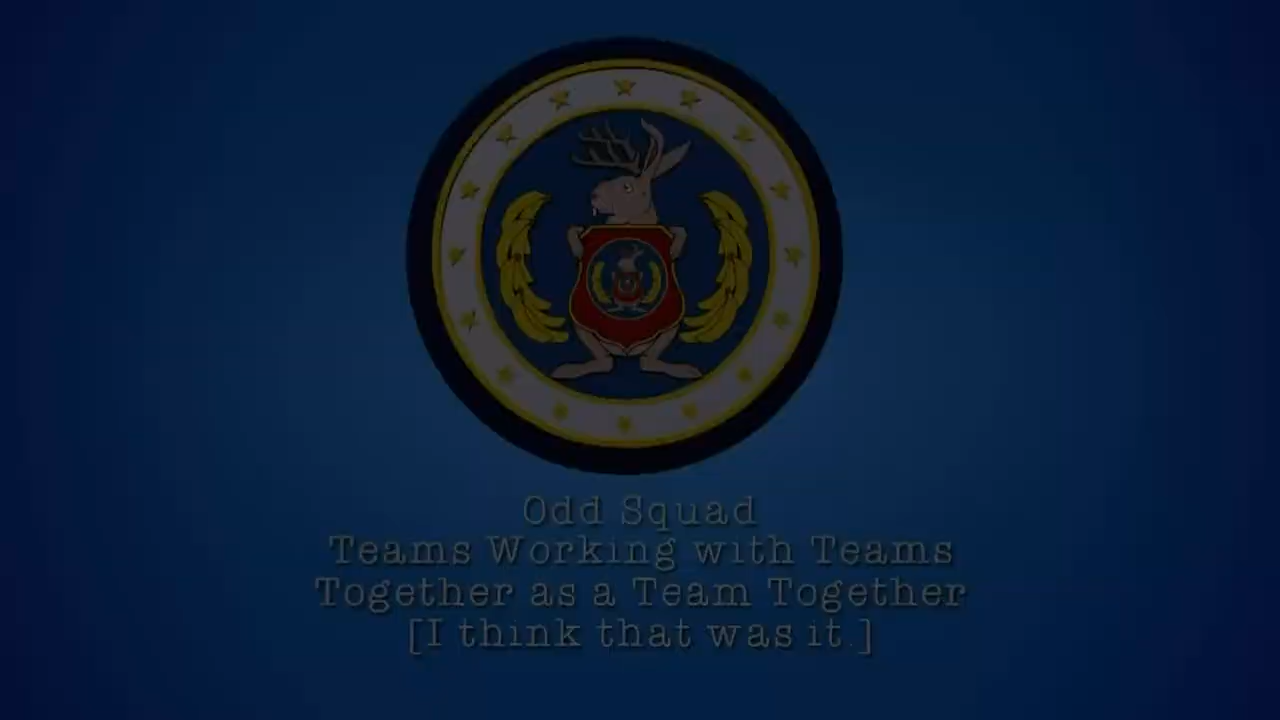 Odd Squad
Teams Working with Teams
Together as a Team Together
[I think that was it.]